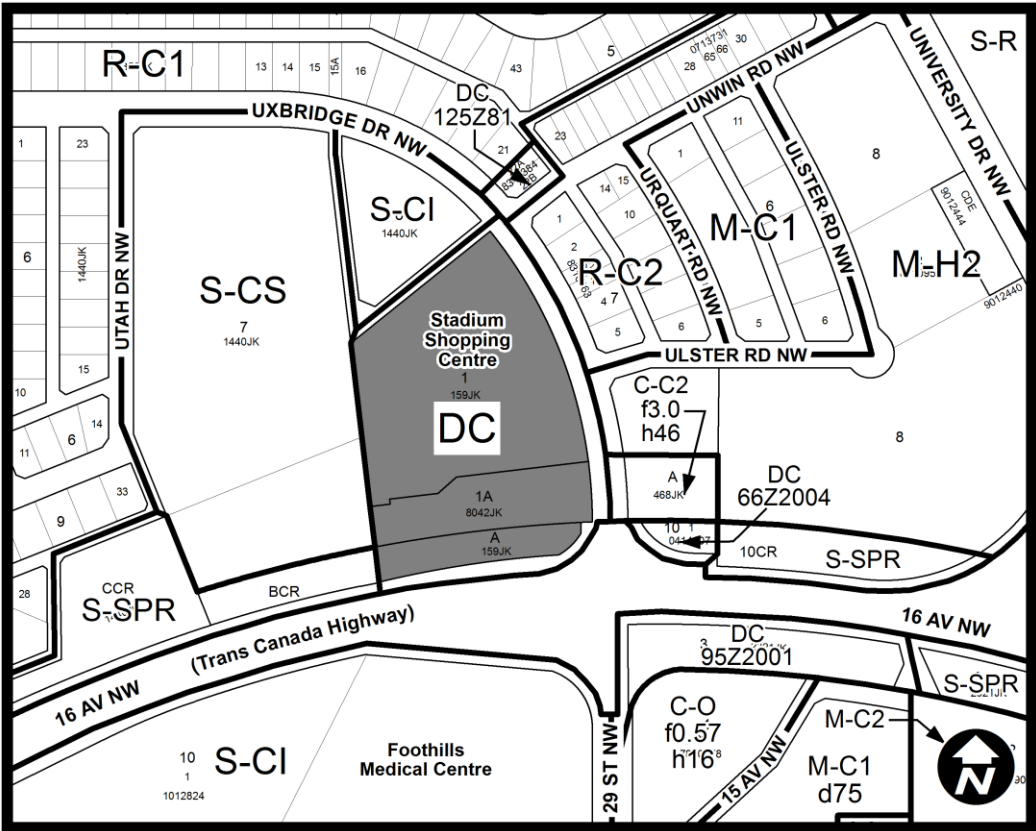 R-C1
13
14
15
15A
16
43
5
0713731
65
66
30
28
UNWIN RD NW
UNIVERSITY DR NW
S-R
DC
125Z81
UXBRIDGE DR NW
21
23
1
23
6
1440JK
UTAH DR NW
15
10
S-CI
1440JK
S-CS
7
1440JK
1
2
14
15
10
R-C2
4
7
5
6
URQUART RD NW
1
11
6
M-C1
5
6
ULSTER RD NW
8
CDE
9012444
M-H2
9012440
ULSTER RD NW
Stadium
Shopping
Centre
1
159JK
DC
1A
8042JK
A
159JK
C-C2
f3.0
h46
A
468JK
8
DC
66Z2004
10
1
10CR
S-SPR
11
6
14
9
33
28
CCR
S-SPR
BCR
(Trans Canada Highway)
16 AV NW
16 AV NW
DC
95Z2001
3
S-SPR
10
1
1012824
S-CI
Foothills
Medical Centre
29 ST NW
C-O
f0.57
h16
15 AV NW
M-C2
M-C1
d75
N